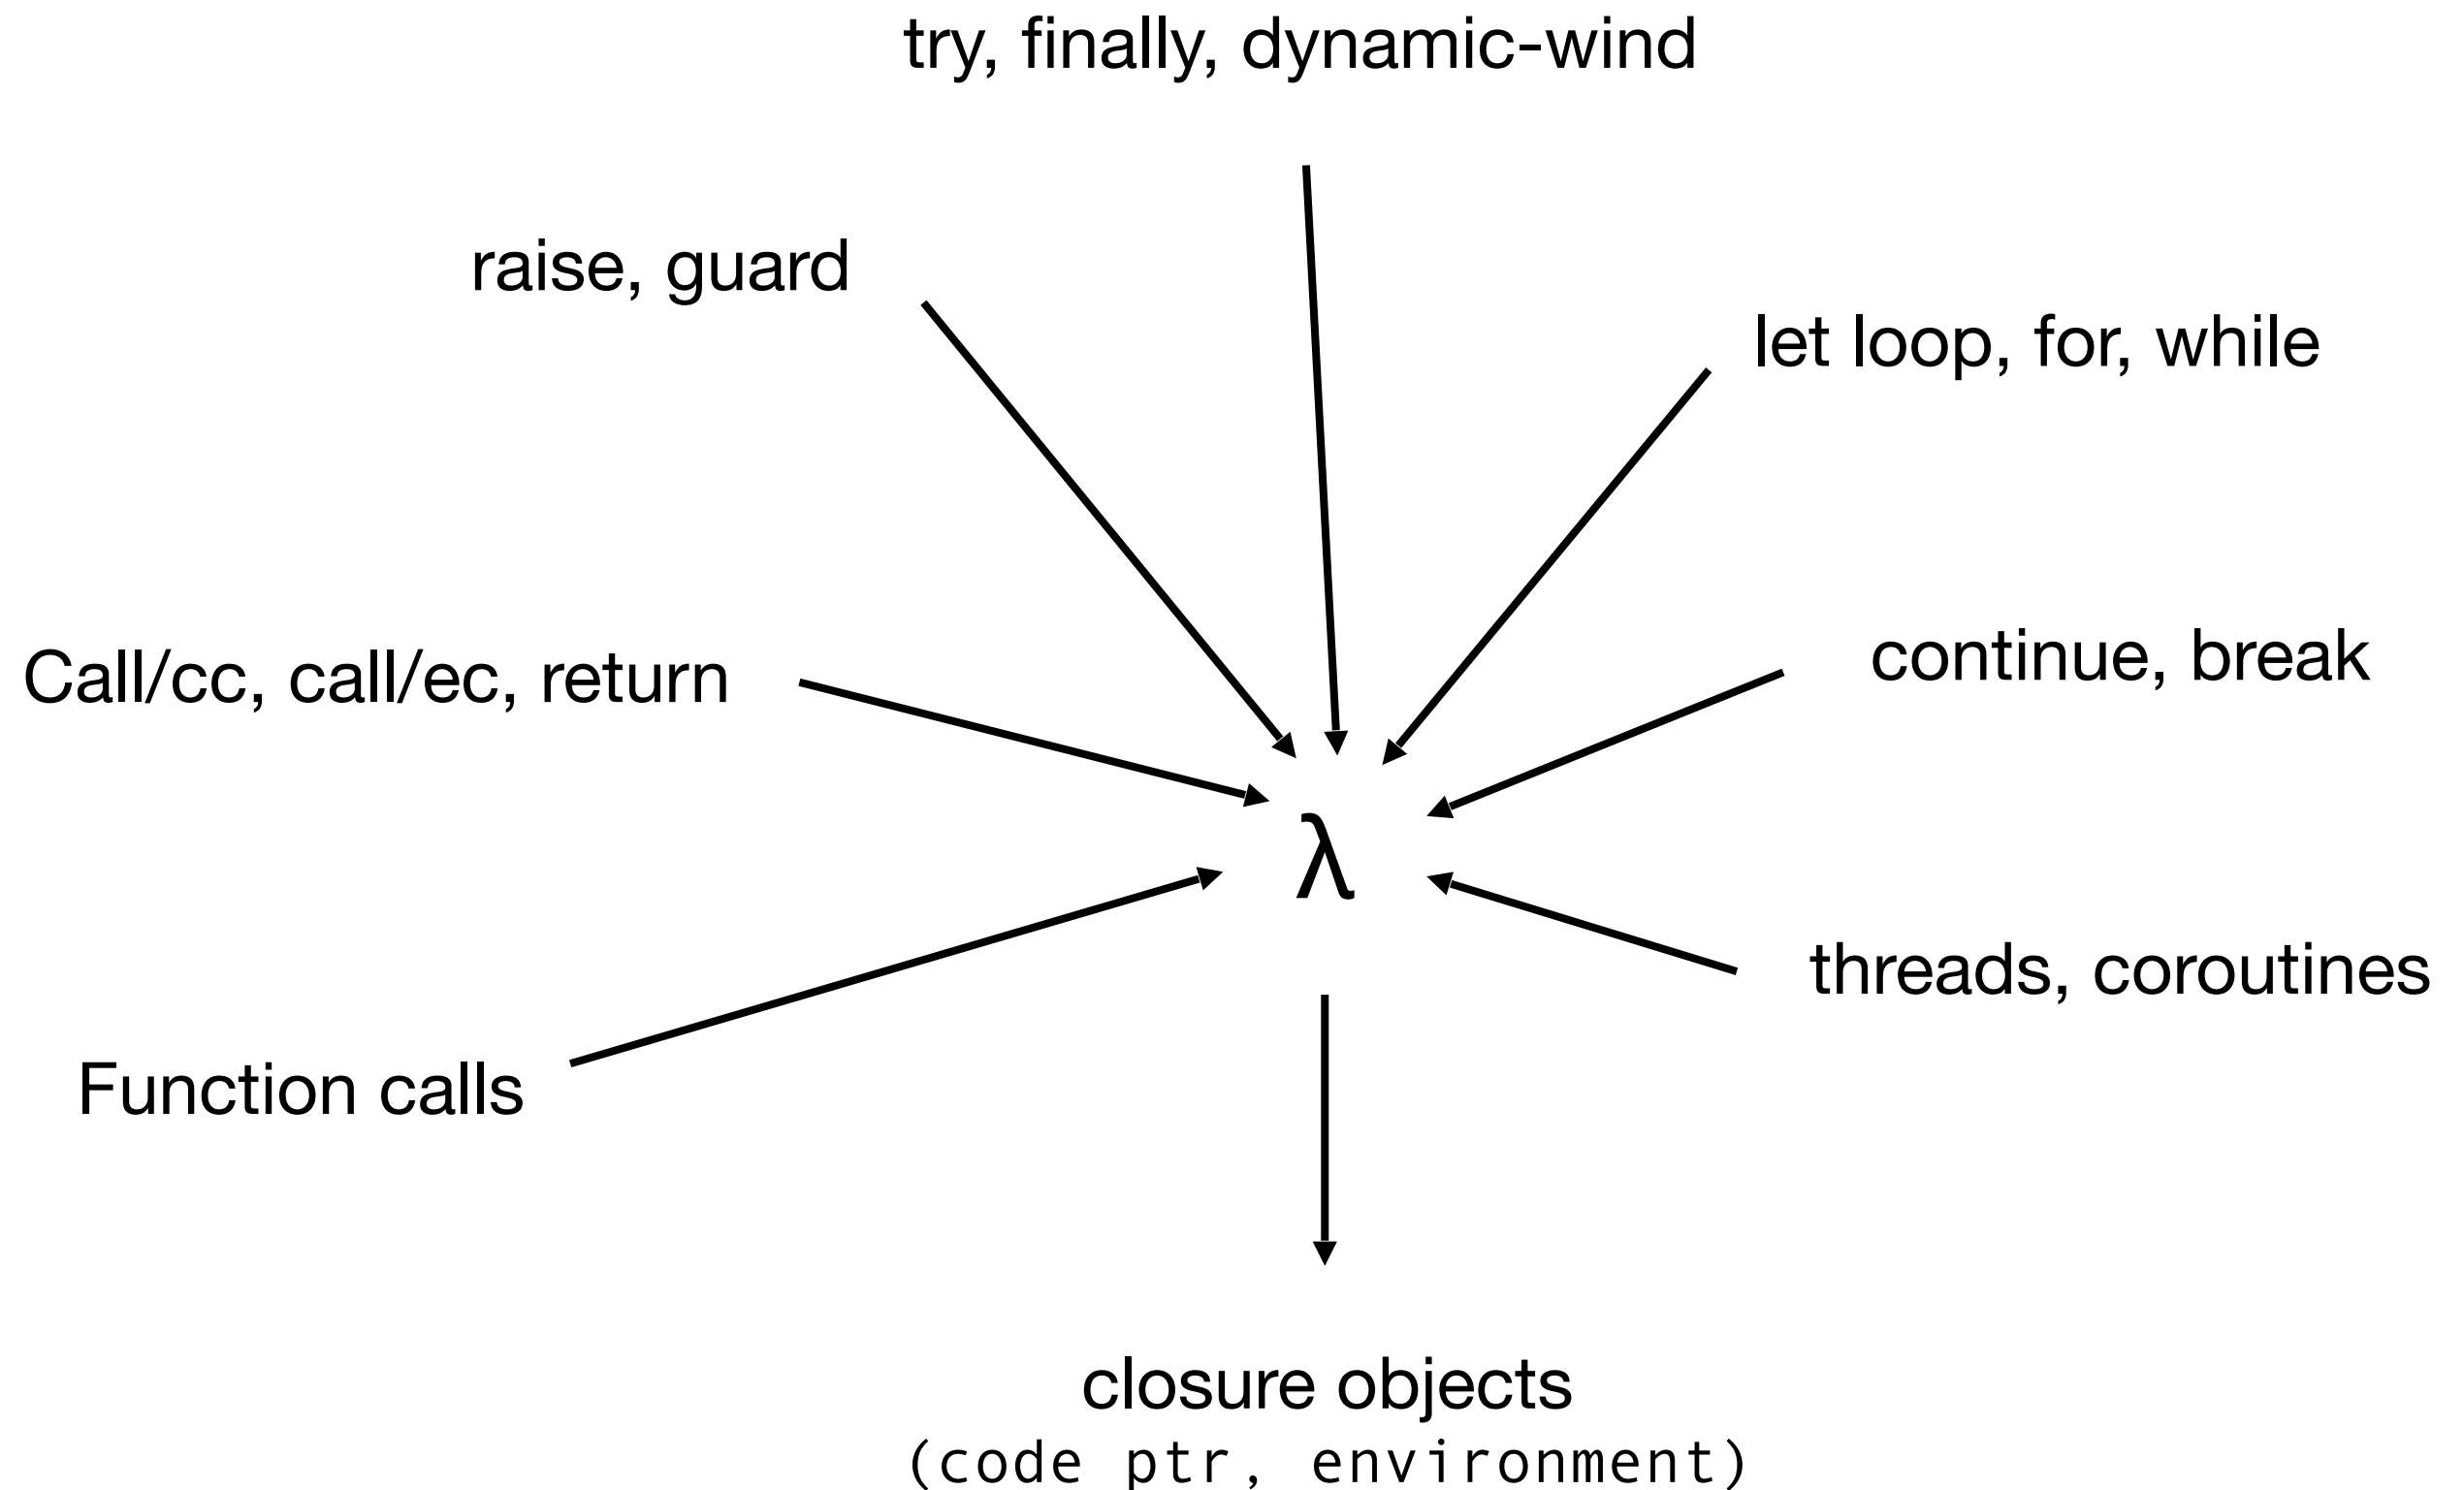 try, finally, dynamic-wind
raise, guard
let loop, for, while
Call/cc, call/ec, return
continue, break
λ
threads, coroutines
Function calls
closure objects
(code ptr, environment)